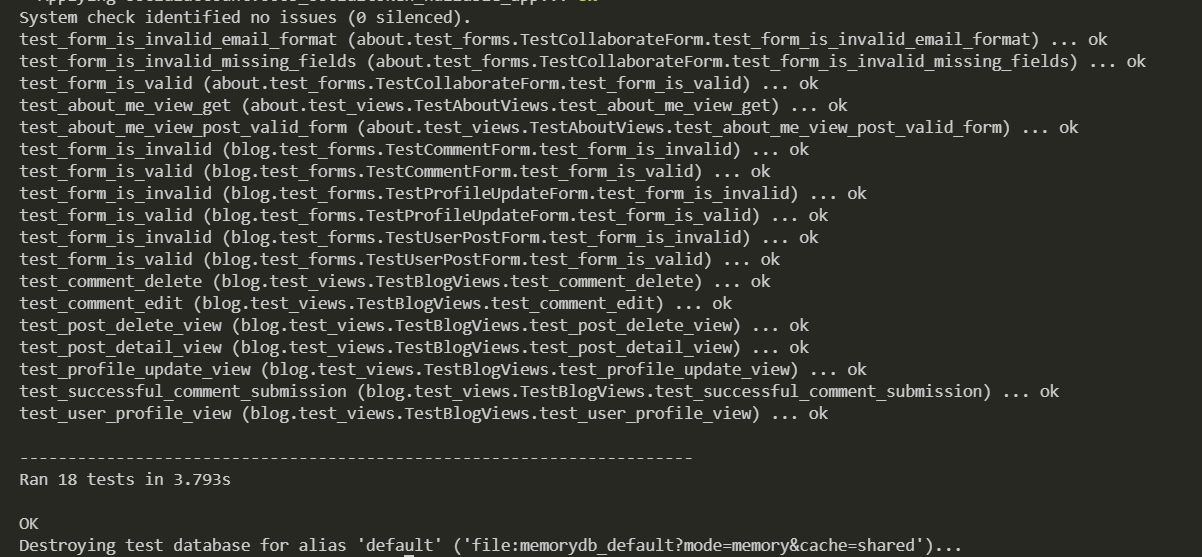 System check identified no issues (0 silenced).
test_form_is_invalid_email_format (about.test_forms.TestCollaborateForm.test_form_is_invalid_email_format) ... ok
test_form_is_invalid_missing_fields (about.test_forms.TestCollaborateForm.test_form_is_invalid_missing_fields) ... ok
test_form_is_valid (about.test_forms.TestCollaborateForm.test_form_is_valid) ... ok
test_about_me_view_get (about.test_views.TestAboutViews.test_about_me_view_get) ... ok
test_about_me_view_post_valid_form (about.test_views.TestAboutViews.test_about_me_view_post_valid_form) ... ok
test_form_is_invalid (blog.test_forms.TestCommentForm.test_form_is_invalid) ... ok
test_form_is_valid (blog.test_forms.TestCommentForm.test_form_is_valid) ... ok
test_form_is_invalid (blog.test_forms.TestProfileUpdateForm.test_form_is_invalid) ... ok
test_form_is_valid (blog.test_forms.TestProfileUpdateForm.test_form_is_valid) ... ok
test_form_is_invalid (blog.test_forms.TestUserPostForm.test_form_is_invalid) ... ok
test_form_is_valid (blog.test_forms.TestUserPostForm.test_form_is_valid) ... ok
test_comment_delete (blog.test_views.TestBlogViews.test_comment_delete) ... ok
test_comment_edit (blog.test_views.TestBlogViews.test_comment_edit) ... ok
test_post_delete_view (blog.test_views.TestBlogViews.test_post_delete_view) ... ok
test_post_detail_view (blog.test_views.TestBlogViews.test_post_detail_view) ... ok
test_profile_update_view (blog.test_views.TestBlogViews.test_profile_update_view) ... ok
test_successful_comment_submission (blog.test_views.TestBlogViews.test_successful_comment_submission) ... ok
test_user_profile_view (blog.test_views.TestBlogViews.test_user_profile_view) ... ok
----------------------------------------------------------------------
Ran 18 tests in 3.793s
OK
Destroying test database for alias 'default' ('file:memorydb_default?mode=memory&cache=shared')...